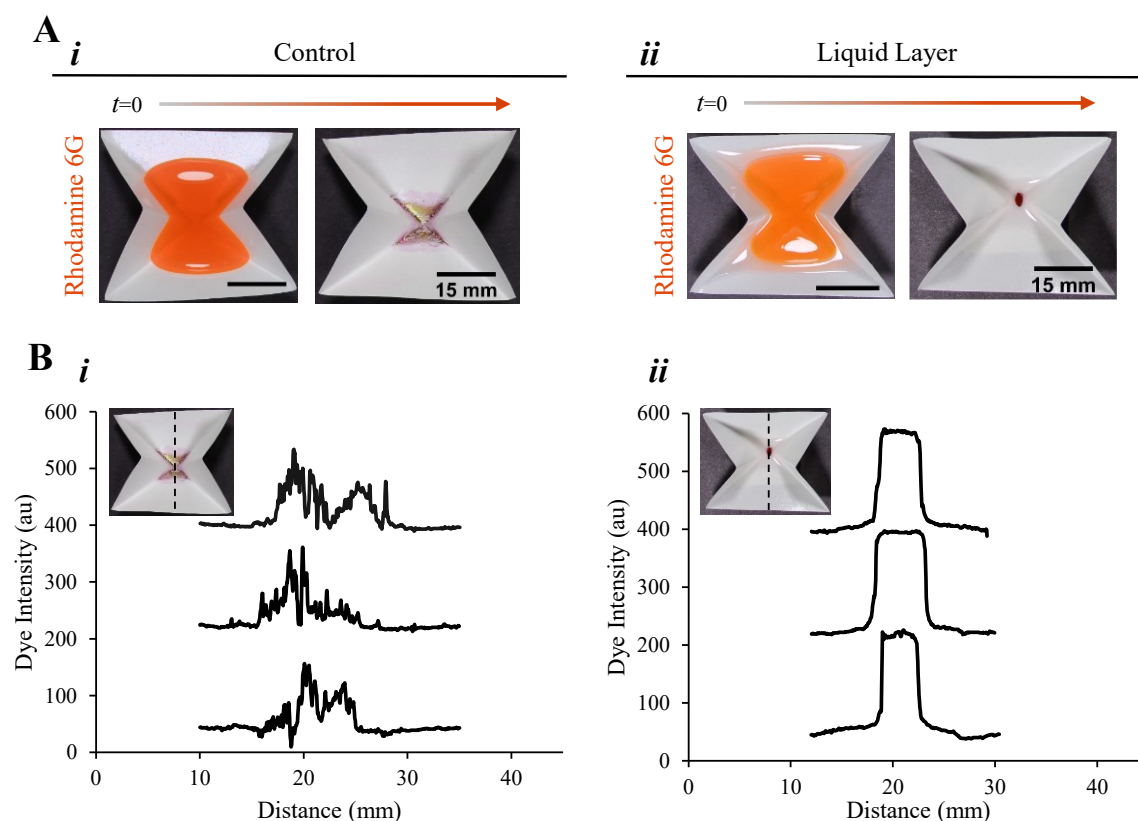 A
i Control
ii Liquid Layer
t=0
t=0
Rhodamine 6G
15 mm
Rhodamine 6G
15 mm
B
i
ii
Dye Intensity (au)
600
500
400
300
200
100
0
0 10 20 30 40
Distance (mm)
Dye Intensity (au)
600
500
400
300
200
100
0
0 10 20 30 40
Distance (mm)